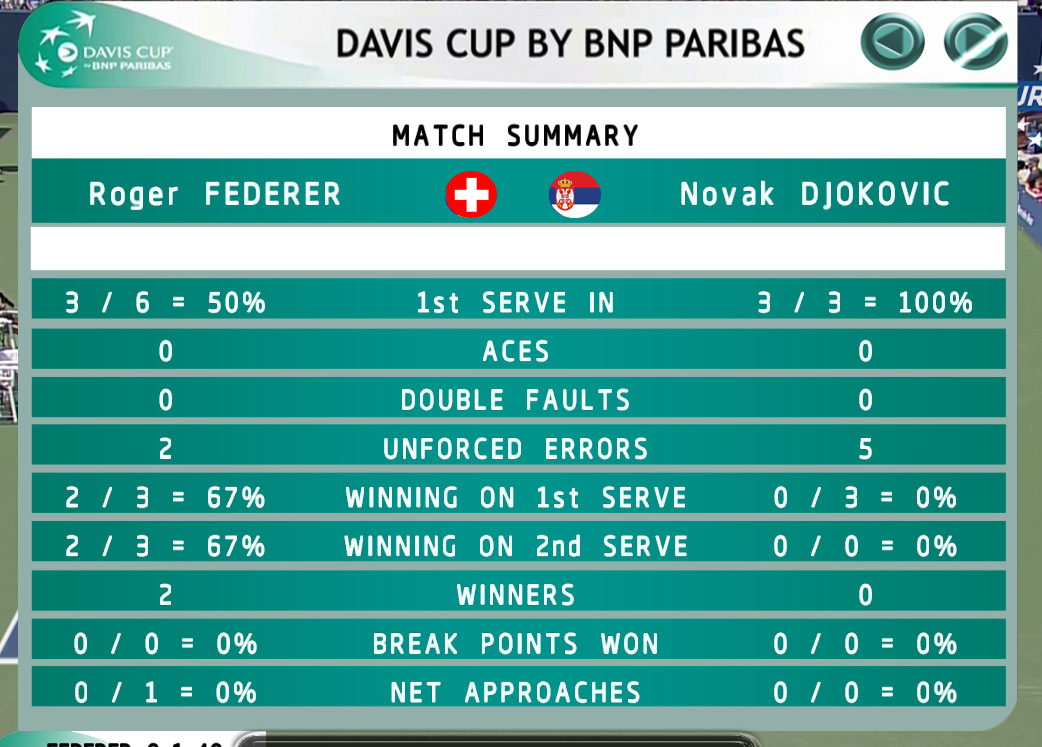 DAVIS CUP
BY BNP PARIBAS
DAVIS CUP BY BNP PARIBAS
MATCH SUMMARY
Roger FEDERER Novak DJOKOVIC
3 / 6 = 50% 1st SERVE IN 3 / 3 = 100%
0 ACES 0
0 DOUBLE FAULTS 0
2 UNFORCED ERRORS 5
2 / 3 = 67% WINNING ON 1st SERVE 0 / 3 = 0%
2 / 3 = 67% WINNING ON 2nd SERVE 0 / 0 = 0%
2 WINNERS 0
0 / 0 = 0% BREAK POINTS WON 0 / 0 = 0%
0 / 1 = 0% NET APPROACHES 0 / 0 = 0%
FEDERER